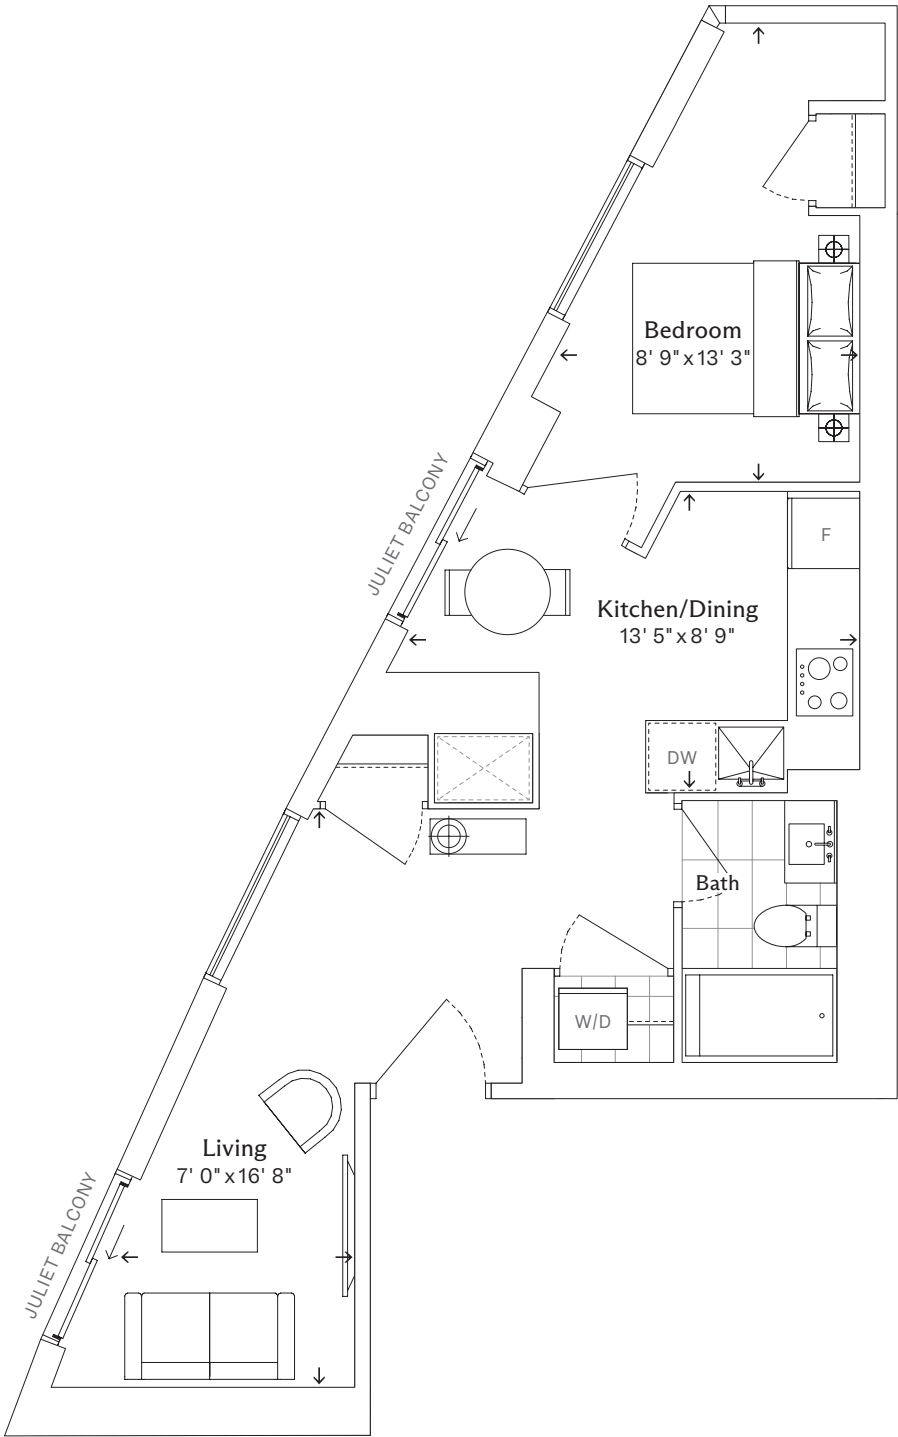 Bedroom
8' 9" x 13' 3"
JULIET BALCONY
F
Kitchen/Dining
13' 5" x 8' 9"
DW
Bath
W/D
Living
7' 0" x 16' 8"
JULIET BALCONY